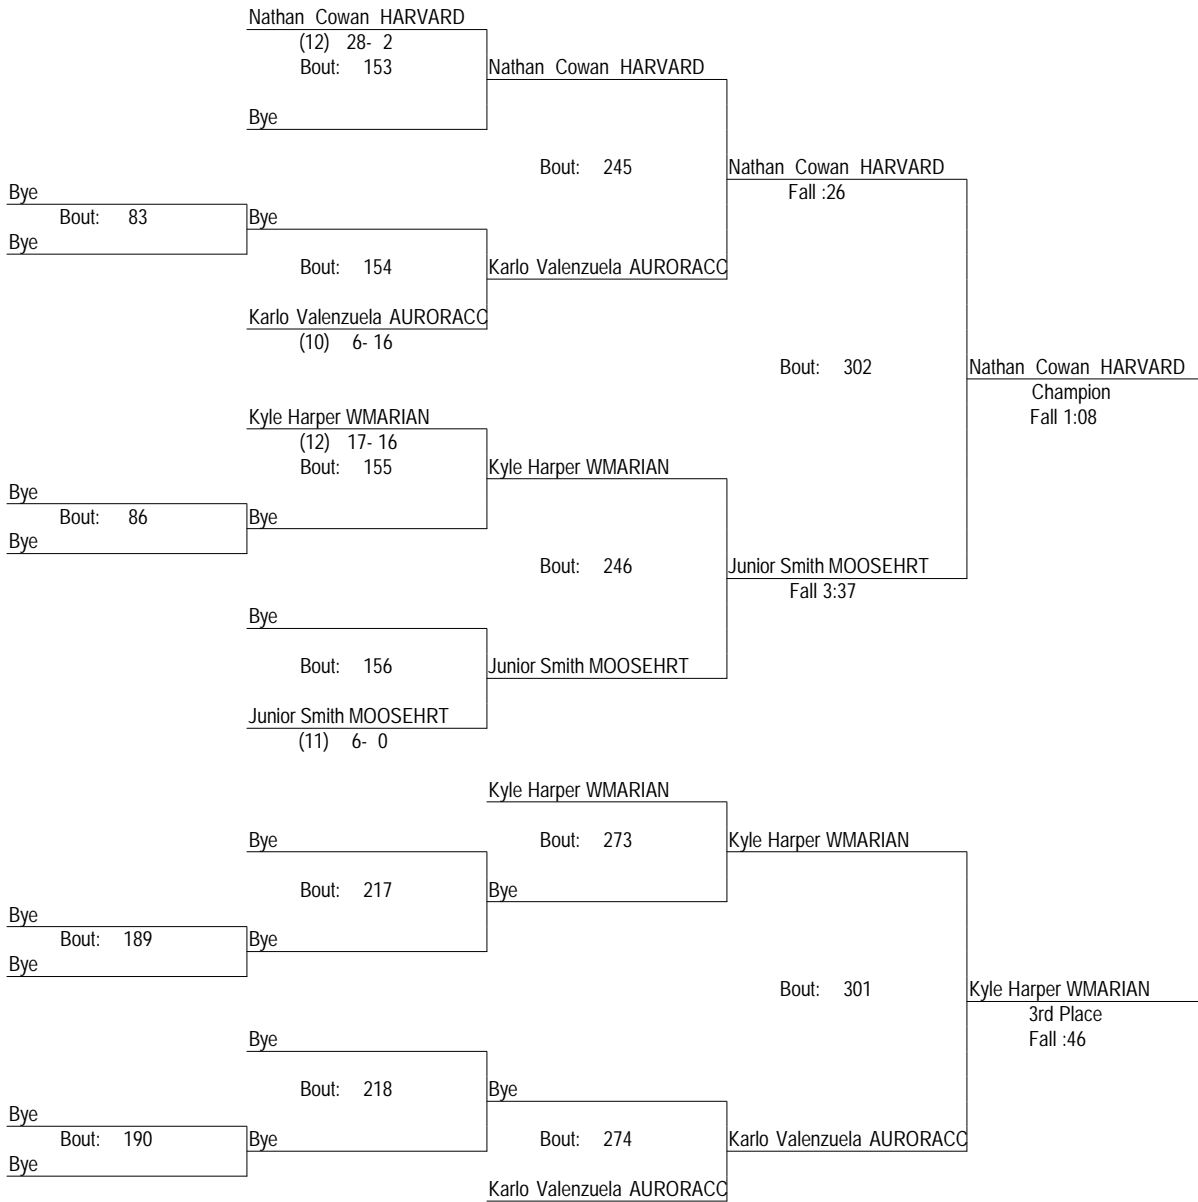 Nathan Cowan HARVARD
(12) 28- 2
Bout: 153
Nathan Cowan HARVARD
Bye
Bout: 245
Nathan Cowan HARVARD
Fall :26
Bye
Bout: 83
Bye
Bye
Bout: 154
Karlo Valenzuela AURORACC
Karlo Valenzuela AURORACC
(10) 6- 16
Bout: 302
Nathan Cowan HARVARD
Champion
Fall 1:08
Kyle Harper WMARIAN
(12) 17- 16
Bout: 155
Kyle Harper WMARIAN
Bye
Bout: 86
Bye
Bye
Bout: 246
Junior Smith MOOSEHRT
Fall 3:37
Bye
Bout: 156
Junior Smith MOOSEHRT
Junior Smith MOOSEHRT
(11) 6- 0
Kyle Harper WMARIAN
Bye
Bout: 273
Kyle Harper WMARIAN
Bout: 217
Bye
Bye
Bout: 189
Bye
Bye
Bout: 301
Kyle Harper WMARIAN
3rd Place
Fall :46
Bye
Bout: 218
Bye
Bye
Bout: 190
Bye
Bye
Bout: 274
Karlo Valenzuela AURORACC
Karlo Valenzuela AURORACC